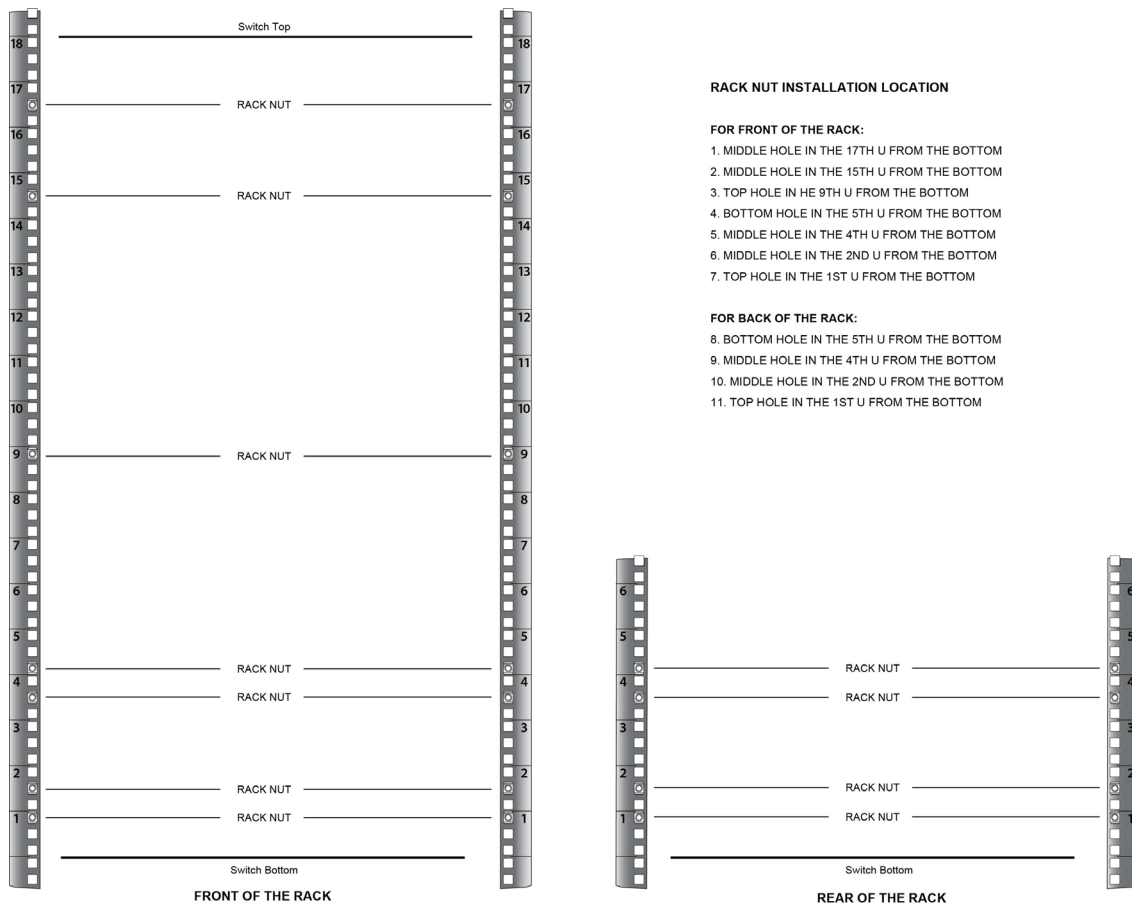 Switch Top
18 18
17 17
RACK NUT
16 16
15 15
RACK NUT
14 14
13 13
12 12
11 11
10 10
9 RACK NUT 9
8 8
7 7
6 6
5 5
RACK NUT
4 4
RACK NUT
3 3
2 2
RACK NUT
1 RACK NUT 1
Switch Bottom
FRONT OF THE RACK
RACK NUT INSTALLATION LOCATION
FOR FRONT OF THE RACK:
1. MIDDLE HOLE IN THE 17TH U FROM THE BOTTOM
2. MIDDLE HOLE IN THE 15TH U FROM THE BOTTOM
3. TOP HOLE IN HE 9TH U FROM THE BOTTOM
4. BOTTOM HOLE IN THE 5TH U FROM THE BOTTOM
5. MIDDLE HOLE IN THE 4TH U FROM THE BOTTOM
6. MIDDLE HOLE IN THE 2ND U FROM THE BOTTOM
7. TOP HOLE IN THE 1ST U FROM THE BOTTOM
FOR BACK OF THE RACK:
8. BOTTOM HOLE IN THE 5TH U FROM THE BOTTOM
9. MIDDLE HOLE IN THE 4TH U FROM THE BOTTOM
10. MIDDLE HOLE IN THE 2ND U FROM THE BOTTOM
11. TOP HOLE IN THE 1ST U FROM THE BOTTOM
6 6
5 5
RACK NUT
4 4
RACK NUT
3 3
2 2
RACK NUT
1 RACK NUT 1
Switch Bottom
REAR OF THE RACK